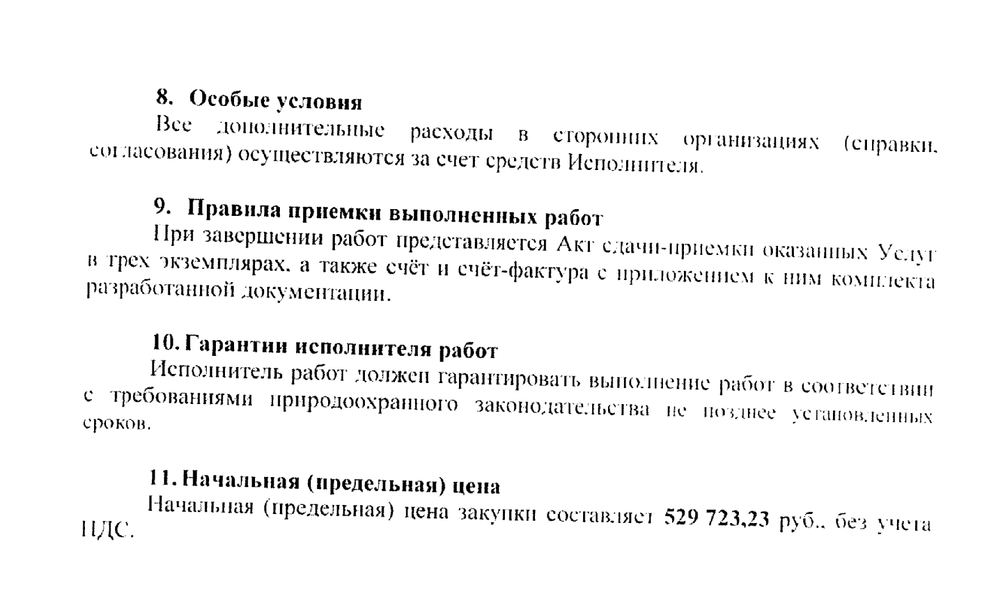 8. Особые условия
Все дополнительные расходы в сторонних организациях (справки,
согласования) осуществляются за счет средств Исполнителя.
9. Правила приемки выполненных работ
При завершении работ представляется Акт сдачи-приемки оказанных Услуг
в трех экземплярах, а также счёт и счёт-фактура с приложением к ним комплекта
разработанной документации.
10. Гарантии исполнителя работ
Исполнитель работ должен гарантировать выполнение работ в соответствии
с требованиями природоохранного законодательства не позднее установленных
сроков.
11. Начальная (предельная) цена
Начальная (предельная) цена закупки составляет 529 723,23 руб., без учета
НДС.